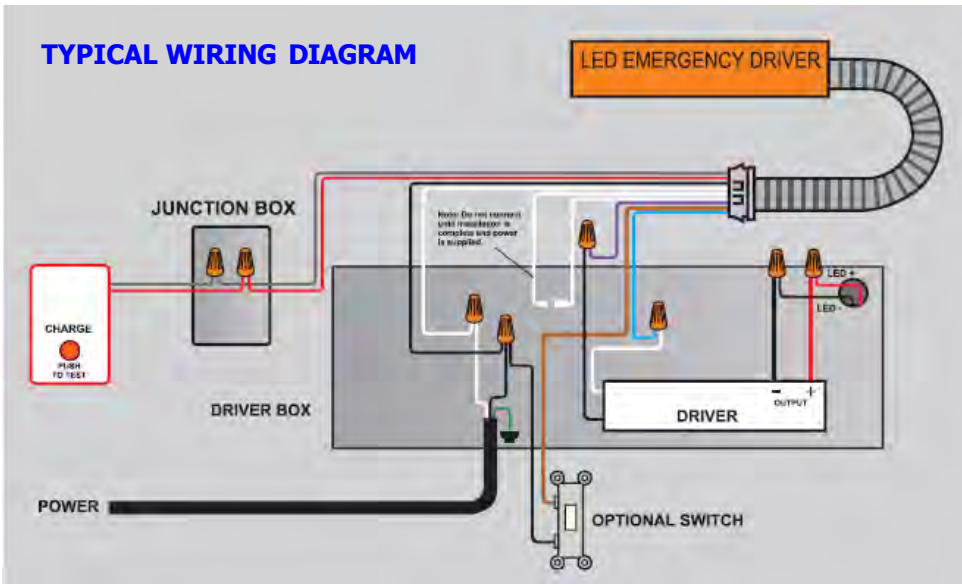 TYPICAL WIRING DIAGRAM
LED EMERGENCY DRIVER
JUNCTION BOX
Note: Do not connect
until installation is
complete and power
is supplied.
LED +
LED -
CHARGE
PUSH
TO TEST
DRIVER BOX
- +
OUTPUT
DRIVER
POWER
OPTIONAL SWITCH